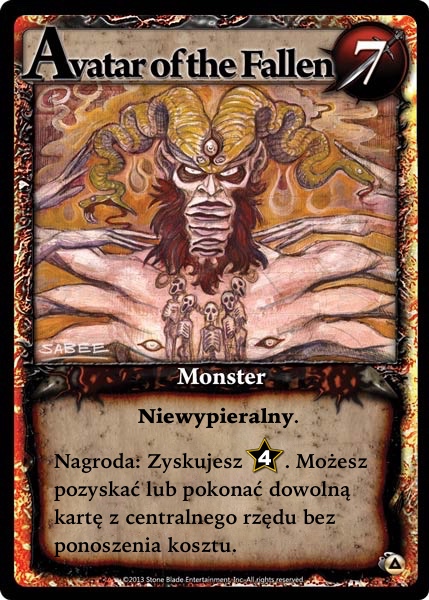 Avatar of the Fallen 7
SABEE
Monster
Niewypieralny.
Nagroda: Zyskujesz 4. Możesz
pozyskać lub pokonać dowolną
kartę z centralnego rzędu bez
ponoszenia kosztu.
©2013 Stone Blade Entertainment, Inc. All rights reserved